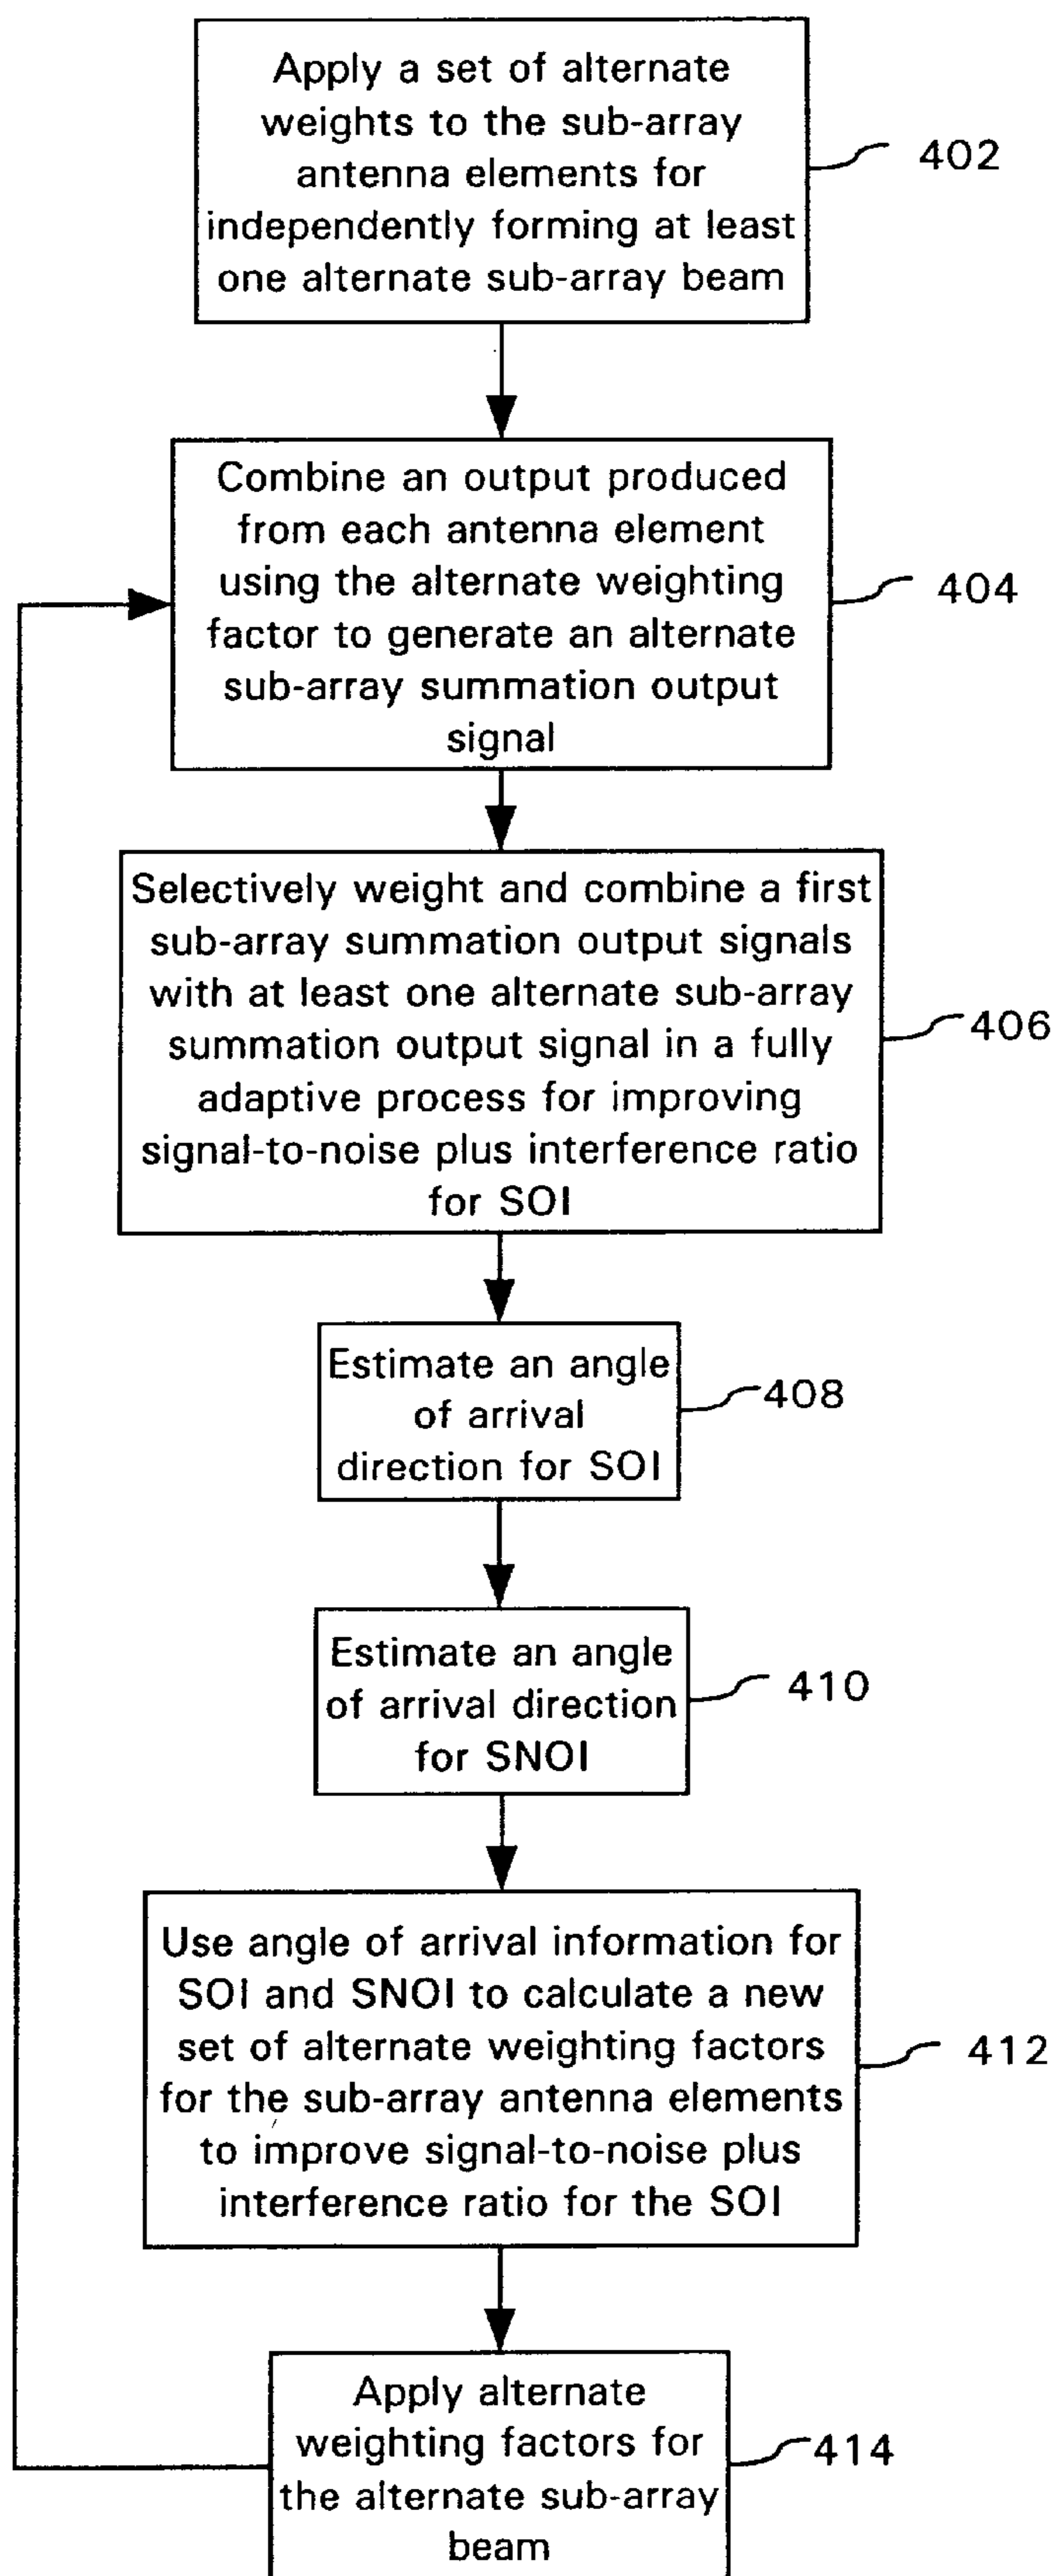 Apply a set of alternate
weights to the sub-array
antenna elements for
independently forming at least
one alternate sub-array beam
402
Combine an output produced
from each antenna element
using the alternate weighting
factor to generate an alternate
sub-array summation output
signal
404
Selectively weight and combine a first
sub-array summation output signals
with at least one alternate sub-array
summation output signal in a fully
adaptive process for improving
signal-to-noise plus interference ratio
for SOI
406
Estimate an angle
of arrival
direction for SOI
408
Estimate an angle
of arrival direction
for SNOI
410
Use angle of arrival information for
SOI and SNOI to calculate a new
set of alternate weighting factors
for the sub-array antenna elements
to improve signal-to-noise plus
interference ratio for the SOI
412
Apply alternate
weighting factors for
the alternate sub-array
beam
414